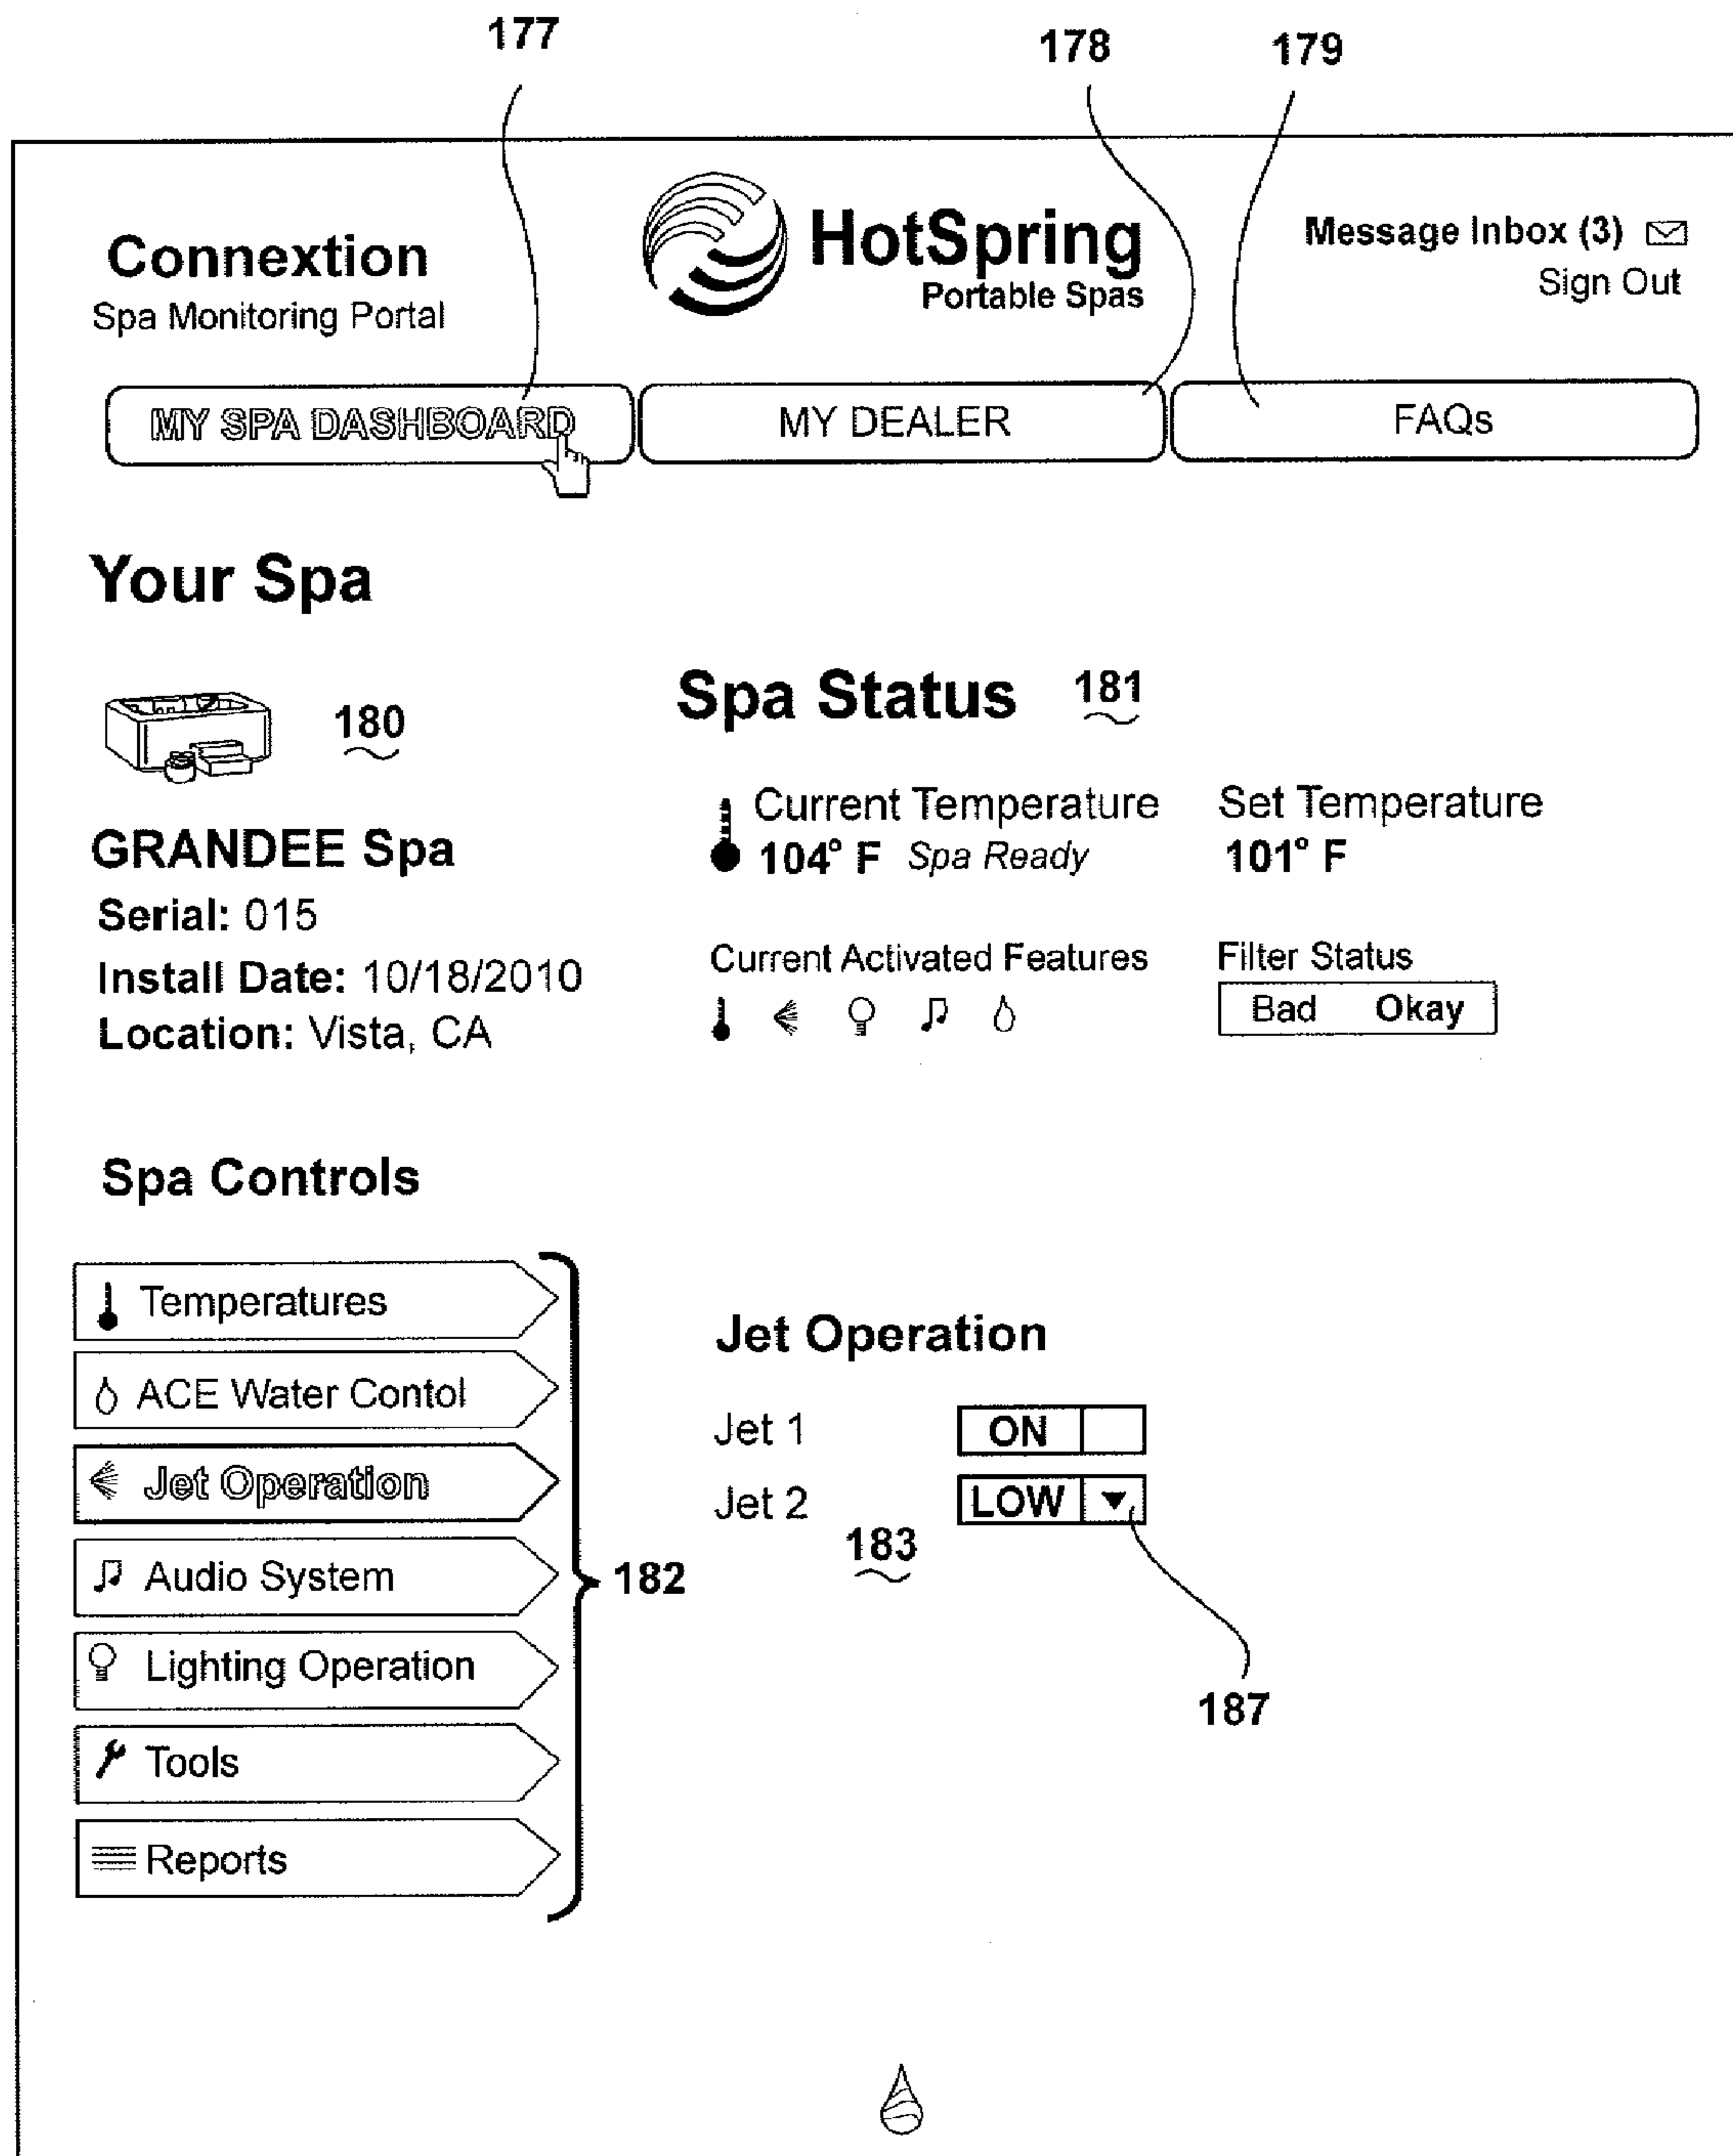 177
178
179
Connextion
Spa Monitoring Portal
HotSpring
Portable Spas
Message Inbox (3)
Sign Out
MY SPA DASHBOARD
MY DEALER
FAQs
Your Spa
180
GRANDEE Spa
Serial: 015
Install Date: 10/18/2010
Location: Vista, CA
Spa Status 181
Current Temperature
104° F Spa Ready
Set Temperature
101° F
Current Activated Features
Filter Status
Bad Okay
Spa Controls
Temperatures
ACE Water Contol
Jet Operation
Audio System
Lighting Operation
Tools
Reports
182
Jet Operation
Jet 1 ON
Jet 2 LOW
183
187